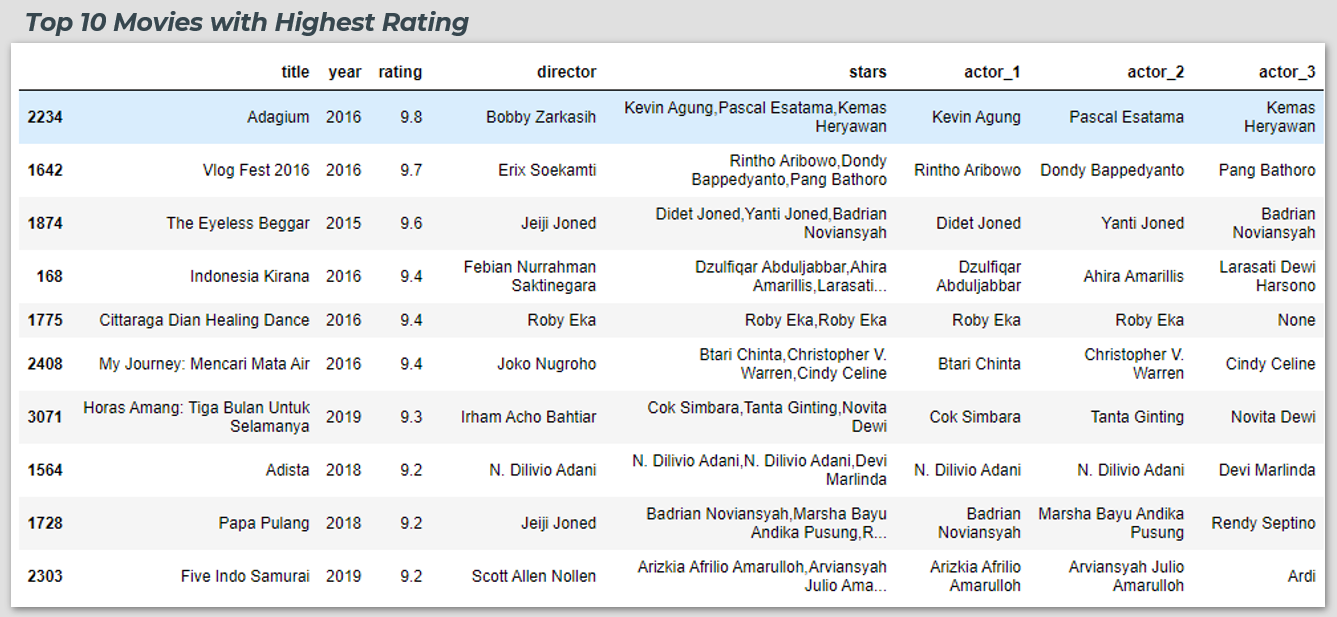 Top 10 Movies with Highest Rating
title year rating director stars actor_1 actor_2 actor_3
2234 Adagium 2016 9.8 Bobby Zarkasih Kevin Agung,Pascal Esatama,Kemas Heryawan Kevin Agung Pascal Esatama Kemas Heryawan
1642 Vlog Fest 2016 2016 9.7 Erix Soekamti Rintho Aribowo,Dondy Bappedyanto,Pang Bathoro Rintho Aribowo Dondy Bappedyanto Pang Bathoro
1874 The Eyeless Beggar 2015 9.6 Jeiji Joned Didet Joned,Yanti Joned,Badrian Noviansyah Didet Joned Yanti Joned Badrian Noviansyah
168 Indonesia Kirana 2016 9.4 Febian Nurrahman Saktinegara Dzulfiqar Abduljabbar,Ahira Amarillis,Larasati... Dzulfiqar Abduljabbar Ahira Amarillis Larasati Dewi Harsono
1775 Cittaraga Dian Healing Dance 2016 9.4 Roby Eka Roby Eka,Roby Eka Roby Eka Roby Eka None
2408 My Journey: Mencari Mata Air 2016 9.4 Joko Nugroho Btari Chinta,Christopher V. Warren,Cindy Celine Btari Chinta Christopher V. Warren Cindy Celine
3071 Horas Amang: Tiga Bulan Untuk Selamanya 2019 9.3 Irham Acho Bahtiar Cok Simbara,Tanta Ginting,Novita Dewi Cok Simbara Tanta Ginting Novita Dewi
1564 Adista 2018 9.2 N. Dilivio Adani N. Dilivio Adani,N. Dilivio Adani,Devi Marlinda N. Dilivio Adani N. Dilivio Adani Devi Marlinda
1728 Papa Pulang 2018 9.2 Jeiji Joned Badrian Noviansyah,Marsha Bayu Andika Pusung,R... Badrian Noviansyah Marsha Bayu Andika Pusung Rendy Septino
2303 Five Indo Samurai 2019 9.2 Scott Allen Nollen Arizkia Afrilio Amarulloh,Arviansyah Julio Ama... Arizkia Afrilio Amarulloh Arviansyah Julio Amarulloh Ardi